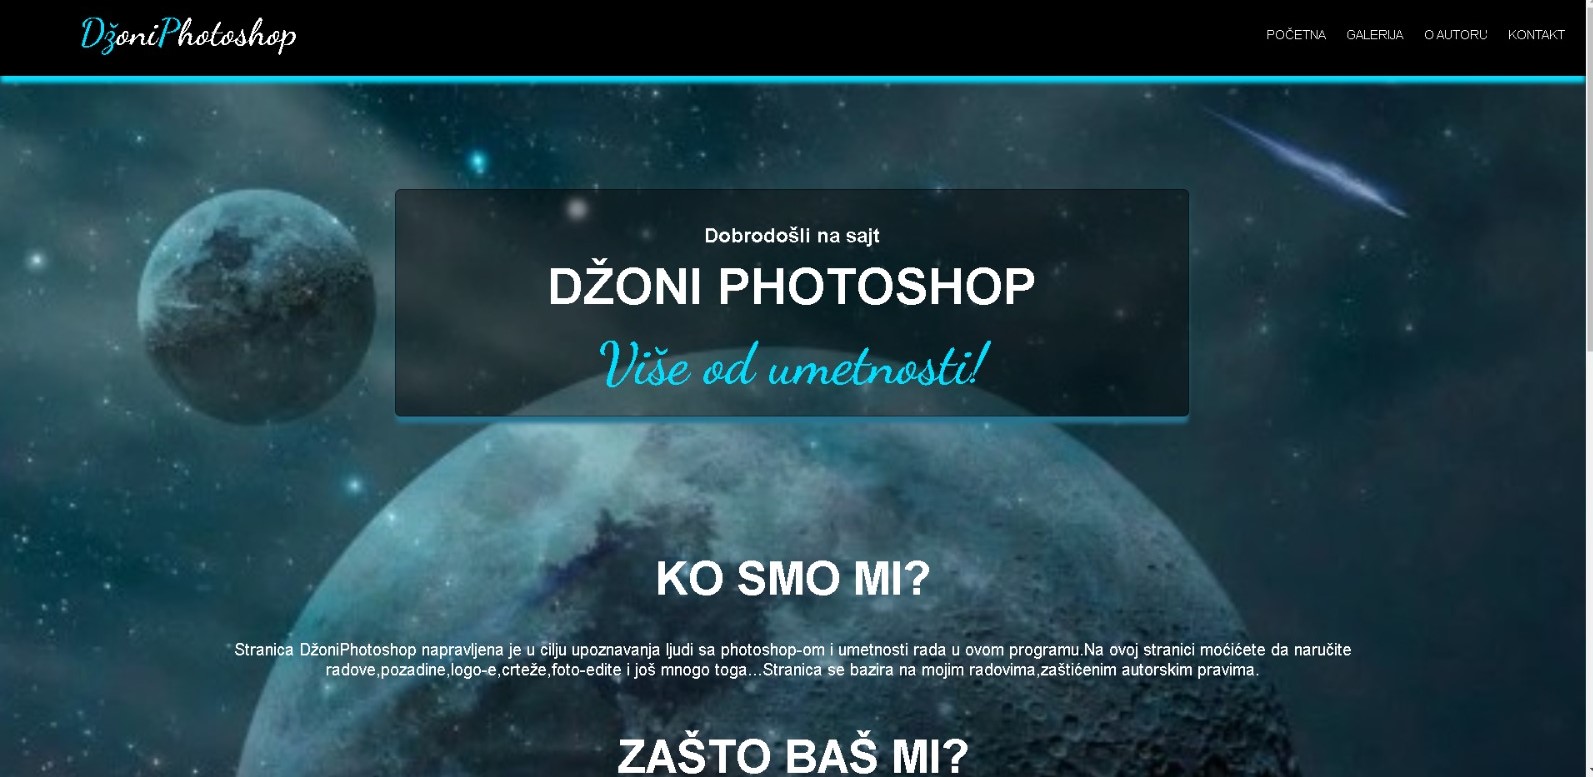 DžoniPhotoshop
POČETNA GALERIJA O AUTORU KONTAKT
Dobrodošli na sajt
DŽONI PHOTOSHOP
Više od umetnosti!
KO SMO MI?
Stranica DžoniPhotoshop napravljena je u cilju upoznavanja ljudi sa photoshop-om i umetnosti rada u ovom programu.Na ovoj stranici moćićete da naručite
radove,pozadine,logo-e,crteže,foto-edite i još mnogo toga...Stranica se bazira na mojim radovima,zaštićenim autorskim pravima.
ZAŠTO BAŠ MI?